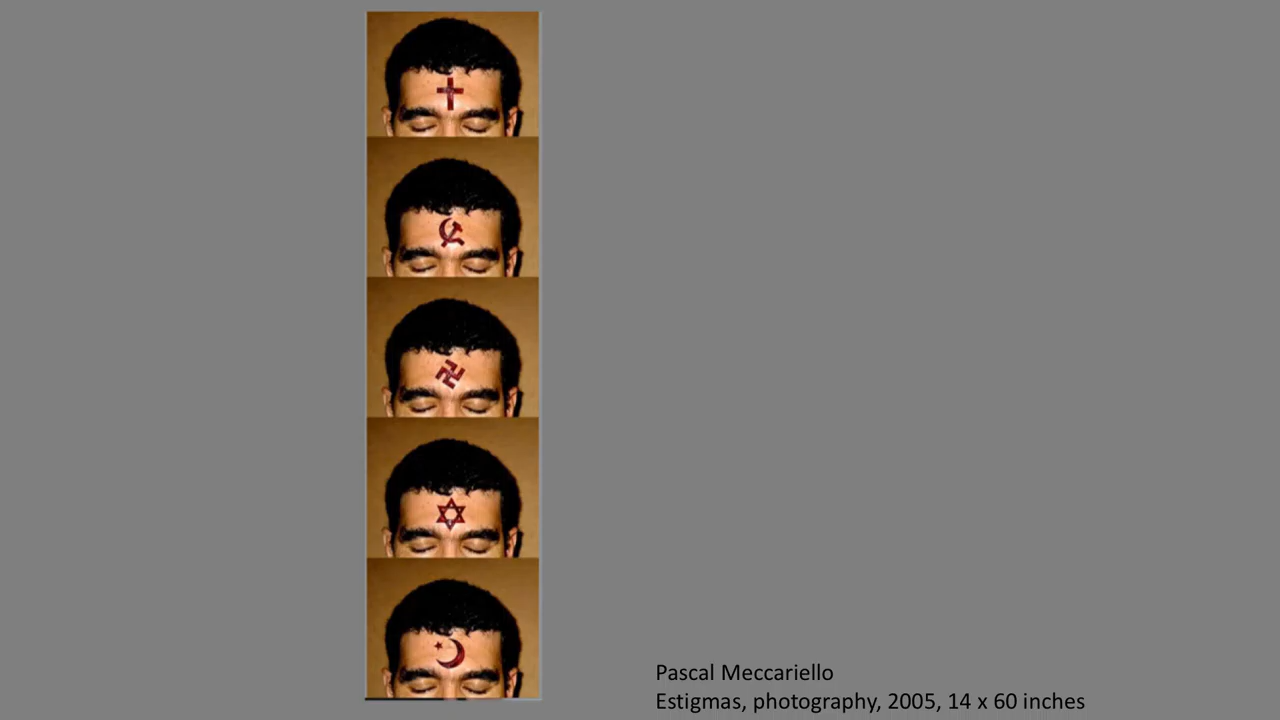 Pascal Meccariello
Estigmas, photography, 2005, 14 x 60 inches